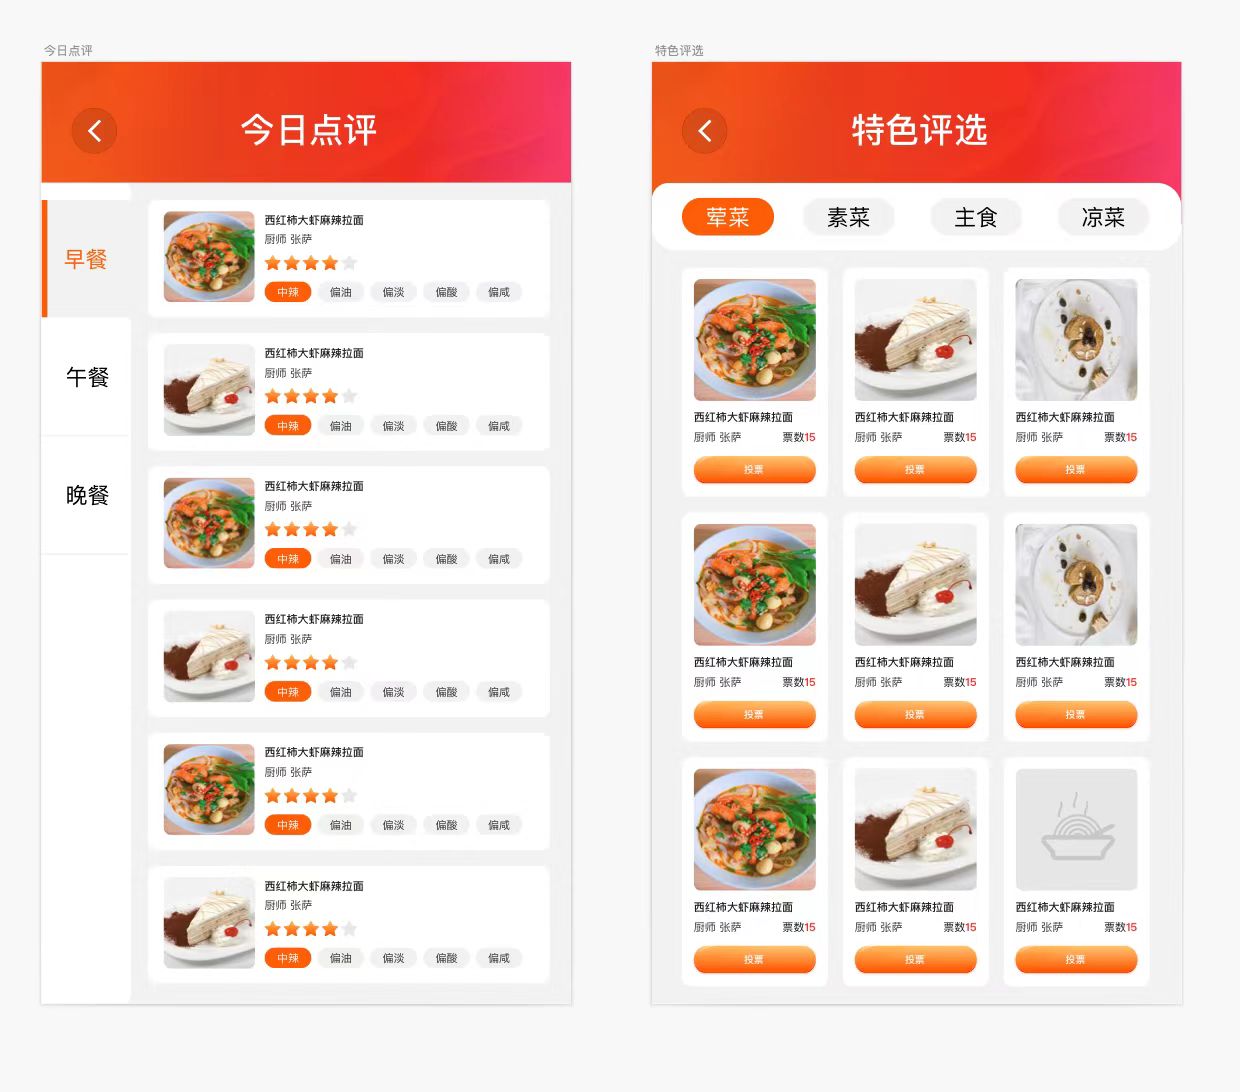 今日点评
今日点评
早餐
午餐
晚餐
西红柿大虾麻辣拉面
厨师 张萨
中辣 偏油 偏淡 偏酸 偏咸
西红柿大虾麻辣拉面
厨师 张萨
中辣 偏油 偏淡 偏酸 偏咸
西红柿大虾麻辣拉面
厨师 张萨
中辣 偏油 偏淡 偏酸 偏咸
西红柿大虾麻辣拉面
厨师 张萨
中辣 偏油 偏淡 偏酸 偏咸
西红柿大虾麻辣拉面
厨师 张萨
中辣 偏油 偏淡 偏酸 偏咸
西红柿大虾麻辣拉面
厨师 张萨
中辣 偏油 偏淡 偏酸 偏咸
特色评选
特色评选
荤菜 素菜 主食 凉菜
西红柿大虾麻辣拉面 西红柿大虾麻辣拉面 西红柿大虾麻辣拉面
厨师 张萨 票数15 厨师 张萨 票数15 厨师 张萨 票数15
投票 投票 投票
西红柿大虾麻辣拉面 西红柿大虾麻辣拉面 西红柿大虾麻辣拉面
厨师 张萨 票数15 厨师 张萨 票数15 厨师 张萨 票数15
投票 投票 投票
西红柿大虾麻辣拉面 西红柿大虾麻辣拉面 西红柿大虾麻辣拉面
厨师 张萨 票数15 厨师 张萨 票数15 厨师 张萨 票数15
投票 投票 投票